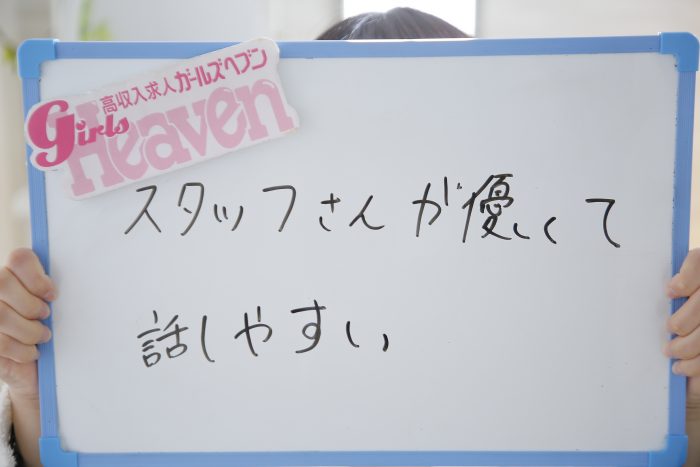 高収入求人ガールズヘブン
Girls
Heaven
スタッフさんが優しくて
話しやすい